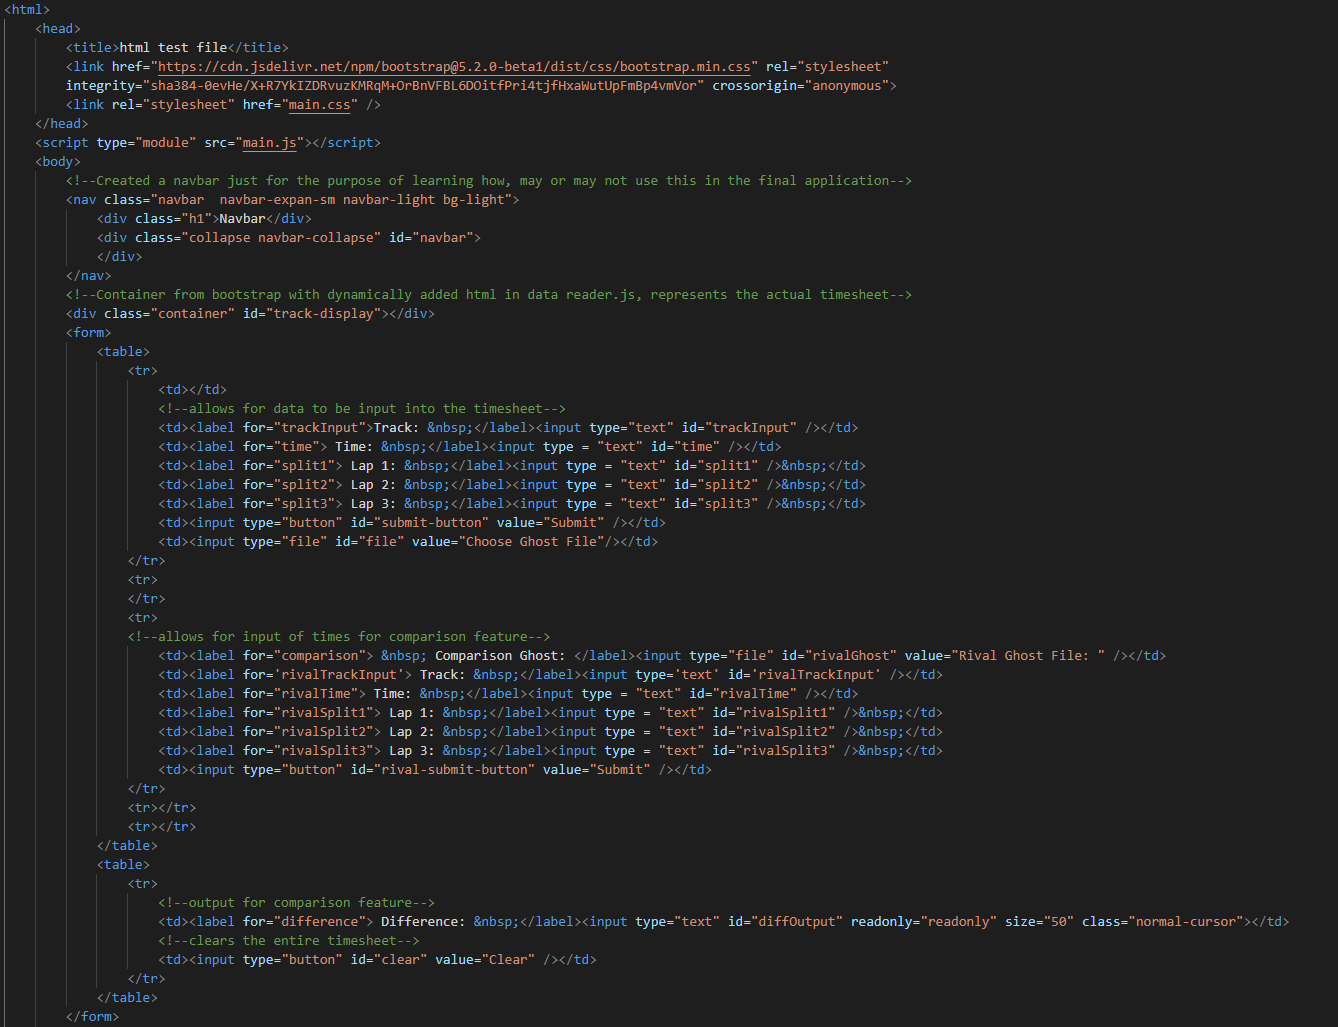 <html>
<head>
<title>html test file</title>
<link href="https://cdn.jsdelivr.net/npm/bootstrap@5.2.0-beta1/dist/css/bootstrap.min.css" rel="stylesheet"
integrity="sha384-0evHe/X+R7YkIZDRvuzKMRqM+OrBnVFBL6DOitfPri4tjfHxaWutUpFmBp4vmVor" crossorigin="anonymous">
<link rel="stylesheet" href="main.css" />
</head>
<script type="module" src="main.js"></script>
<body>
<!--Created a navbar just for the purpose of learning how, may or may not use this in the final application-->
<nav class="navbar  navbar-expan-sm navbar-light bg-light">
<div class="h1">Navbar</div>
<div class="collapse navbar-collapse" id="navbar">
</div>
</nav>
<!--Container from bootstrap with dynamically added html in data reader.js, represents the actual timesheet-->
<div class="container" id="track-display"></div>
<form>
<table>
<tr>
<td></td>
<!--allows for data to be input into the timesheet-->
<td><label for="trackInput">Track: &nbsp;</label><input type="text" id="trackInput" /></td>
<td><label for="time"> Time: &nbsp;</label><input type = "text" id="time" /></td>
<td><label for="split1"> Lap 1: &nbsp;</label><input type = "text" id="split1" />&nbsp;</td>
<td><label for="split2"> Lap 2: &nbsp;</label><input type = "text" id="split2" />&nbsp;</td>
<td><label for="split3"> Lap 3: &nbsp;</label><input type = "text" id="split3" />&nbsp;</td>
<td><input type="button" id="submit-button" value="Submit" /></td>
<td><input type="file" id="file" value="Choose Ghost File"/></td>
</tr>
<tr>
</tr>
<tr>
<!--allows for input of times for comparison feature-->
<td><label for="comparison"> &nbsp; Comparison Ghost: </label><input type="file" id="rivalGhost" value="Rival Ghost File: " /></td>
<td><label for='rivalTrackInput'> Track: &nbsp;</label><input type='text' id='rivalTrackInput' /></td>
<td><label for="rivalTime"> Time: &nbsp;</label><input type = "text" id="rivalTime" /></td>
<td><label for="rivalSplit1"> Lap 1: &nbsp;</label><input type = "text" id="rivalSplit1" />&nbsp;</td>
<td><label for="rivalSplit2"> Lap 2: &nbsp;</label><input type = "text" id="rivalSplit2" />&nbsp;</td>
<td><label for="rivalSplit3"> Lap 3: &nbsp;</label><input type = "text" id="rivalSplit3" />&nbsp;</td>
<td><input type="button" id="rival-submit-button" value="Submit" /></td>
</tr>
<tr></tr>
<tr></tr>
</table>
<table>
<tr>
<!--output for comparison feature-->
<td><label for="difference"> Difference: &nbsp;</label><input type="text" id="diffOutput" readonly="readonly" size="50" class="normal-cursor"></td>
<!--clears the entire timesheet-->
<td><input type="button" id="clear" value="Clear" /></td>
</tr>
</table>
</form>